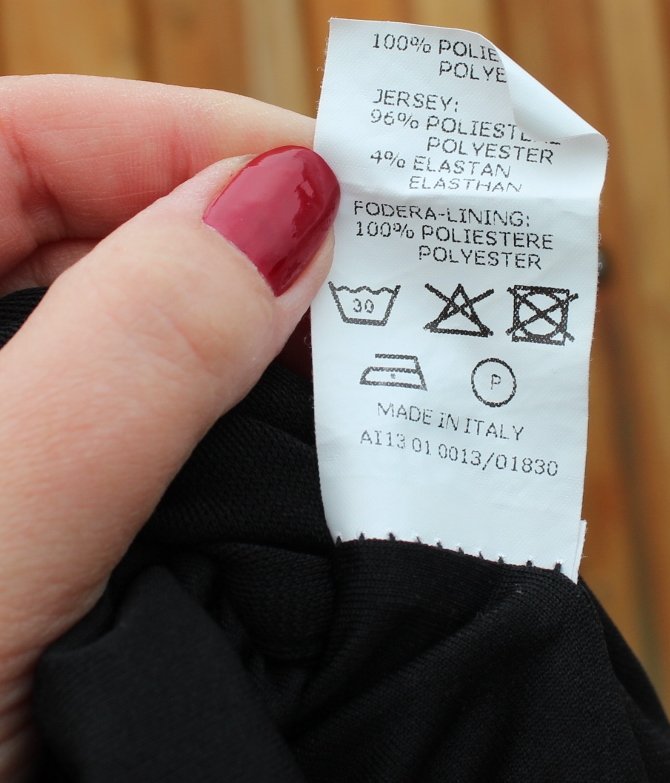 100% POLIE
POLYE
JERSEY:
96% POLIESTE
POLYESTER
4% ELASTAN
ELASTHAN
FODERA-LINING:
100% POLIESTERE
POLYESTER
30
P
MADE IN ITALY
AI13 01 0013/01830